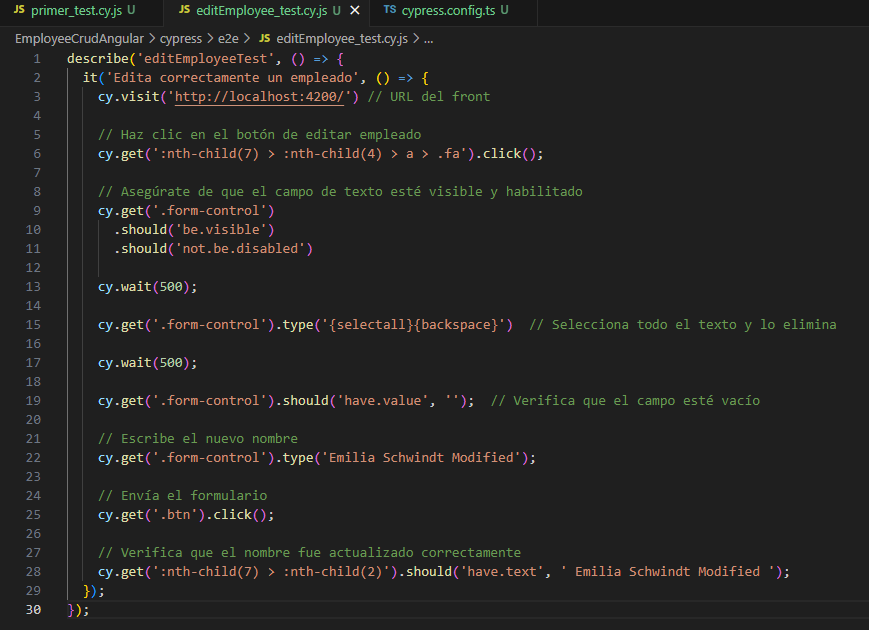 JS primer_test.cy.js U JS editEmployee_test.cy.js U × TS cypress.config.ts U
EmployeeCrudAngular > cypress > e2e > JS editEmployee_test.cy.js > ...
1 describe('editEmployeeTest', () => {
2 it('Edita correctamente un empleado', () => {
3 cy.visit('http://localhost:4200/') // URL del front
4
5 // Haz clic en el botón de editar empleado
6 cy.get(':nth-child(7) > :nth-child(4) > a > .fa').click();
7
8 // Asegúrate de que el campo de texto esté visible y habilitado
9 cy.get('.form-control')
10 .should('be.visible')
11 .should('not.be.disabled')
12
13 cy.wait(500);
14
15 cy.get('.form-control').type('{selectall}{backspace}') // Selecciona todo el texto y lo elimina
16
17 cy.wait(500);
18
19 cy.get('.form-control').should('have.value', ''); // Verifica que el campo esté vacío
20
21 // Escribe el nuevo nombre
22 cy.get('.form-control').type('Emilia Schwindt Modified');
23
24 // Envía el formulario
25 cy.get('.btn').click();
26
27 // Verifica que el nombre fue actualizado correctamente
28 cy.get(':nth-child(7) > :nth-child(2)').should('have.text', ' Emilia Schwindt Modified ');
29 });
30 });